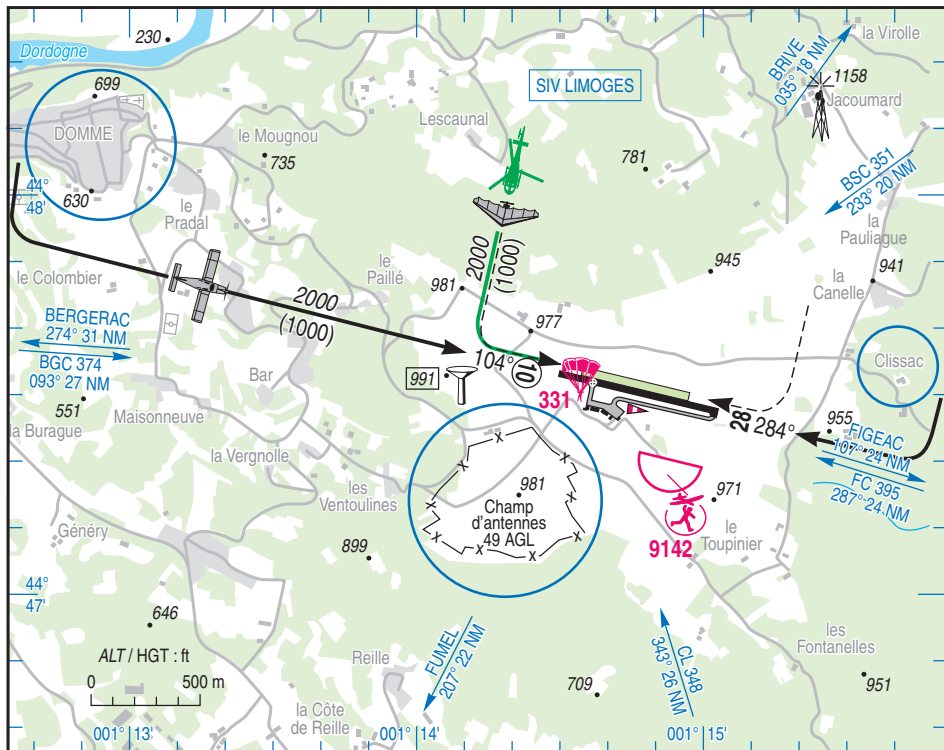 230
Dordogne
699
DOMME
630
44°
48'
le Mougnou
735
le Pradal
le Colombier
Lescaunal
SIV LIMOGES
781
BRIVE
035° 18 NM
la Virolle
1158
Jacoumard
BSC 351
233° 20 NM
la
Pauliague
941
la
Canelle
945
le
Paillé
981
2000
(1000)
977
2000
(1000)
BERGERAC
274° 31 NM
BGC 374
093° 27 NM
551
la Burague
Maisonneuve
Bar
991
104°
10
331
28
284°
Clissac
955
FIGEAC
107° 24 NM
FC 395
287° 24 NM
la Vergnolle
les
Ventoulines
981
Champ
d'antennes
49 AGL
971
le
Toupinier
9142
Généry
899
44°
47'
646
ALT / HGT : ft
0
500 m
Reille
la Côte
de Reille
FUMEL
207° 22 NM
709
CL 348
343° 26 NM
les
Fontanelles
951
001° 13'
001° 14'
001° 15'